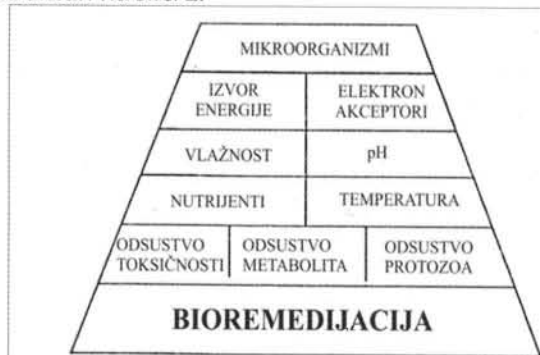 MIKROORGANIZMI
IZVOR ENERGIJE
ELEKTRON AKCEPTORI
VLAŽNOST
pH
NUTRIJENTI
TEMPERATURA
ODSUSTVO TOKSIČNOSTI
ODSUSTVO METABOLITA
ODSUSTVO PROTOZOA
BIOREMEDIJACIJA